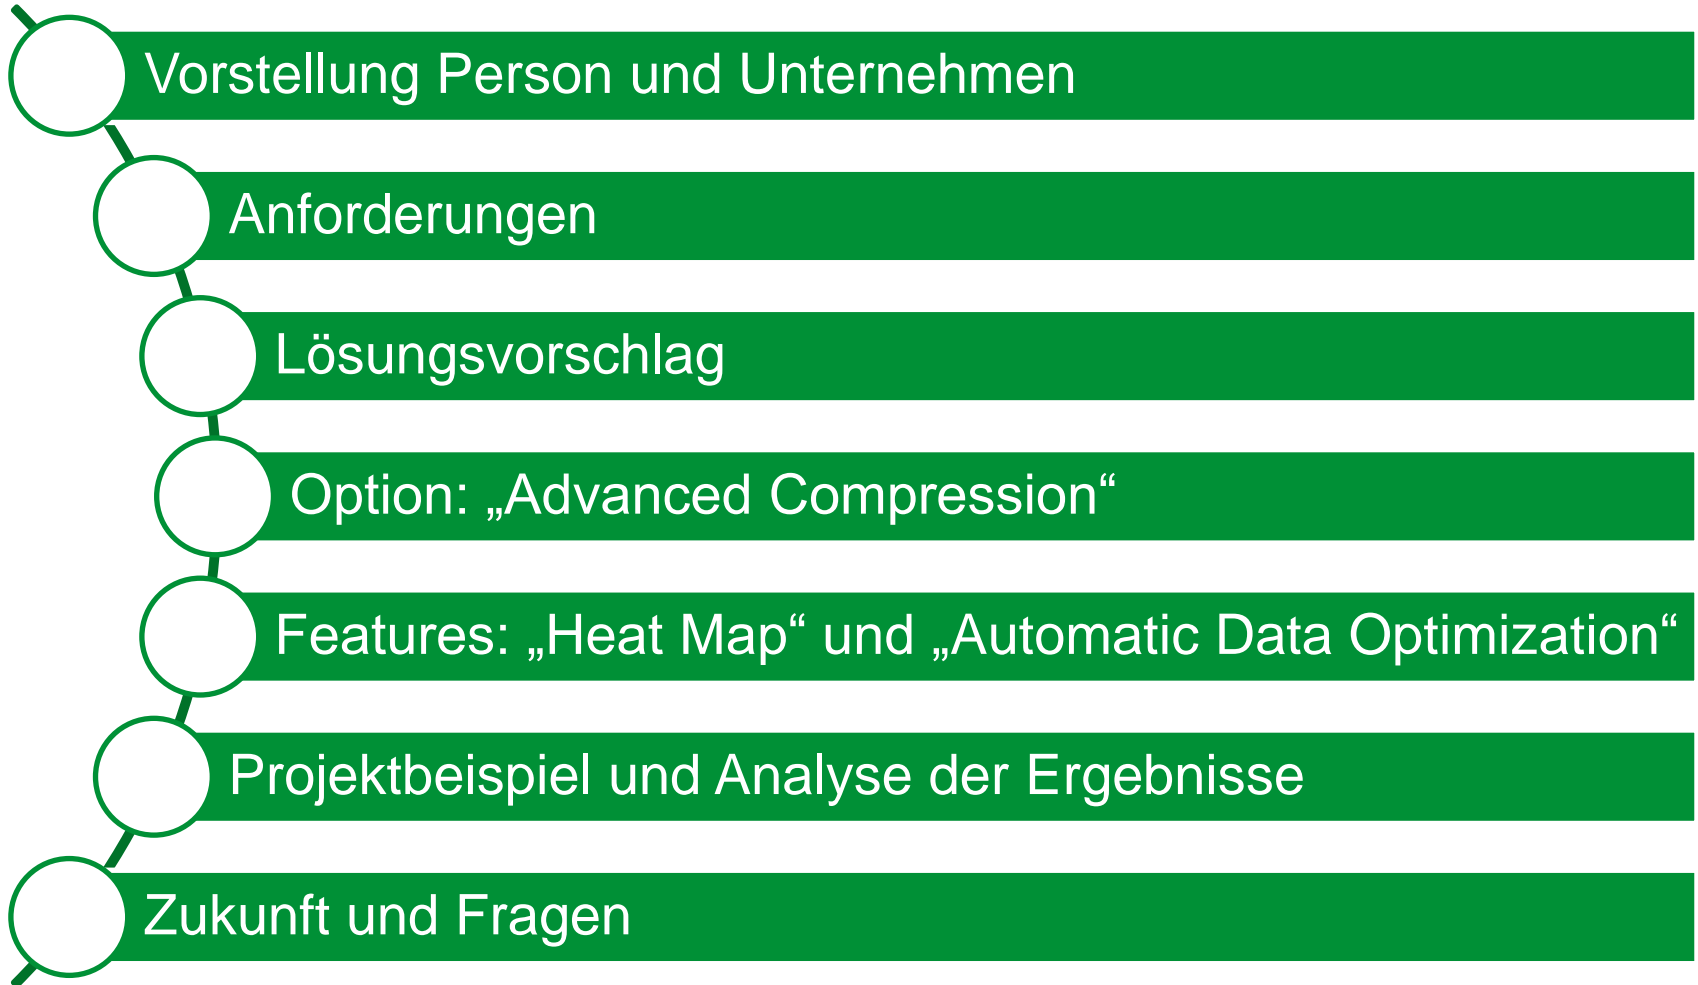 Vorstellung Person und Unternehmen
Anforderungen
Lösungsvorschlag
Option: „Advanced Compression“
Features: „Heat Map“ und „Automatic Data Optimization“
Projektbeispiel und Analyse der Ergebnisse
Zukunft und Fragen